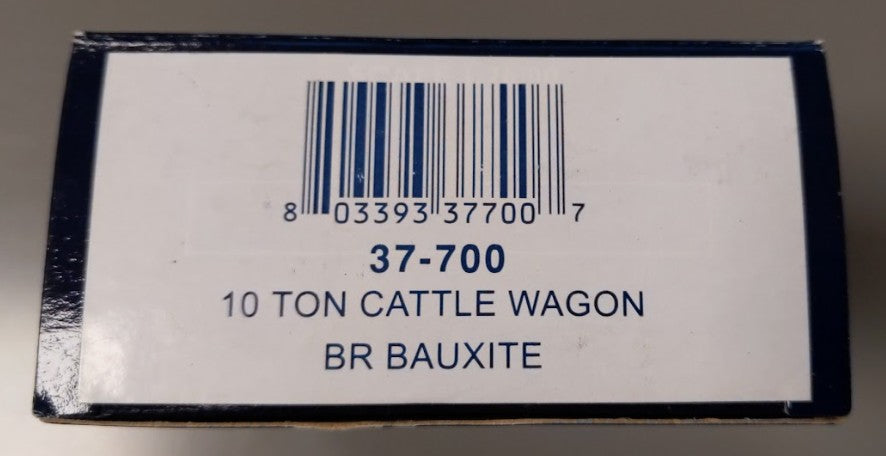 8 03393 37700 7
37-700
10 TON CATTLE WAGON
BR BAUXITE